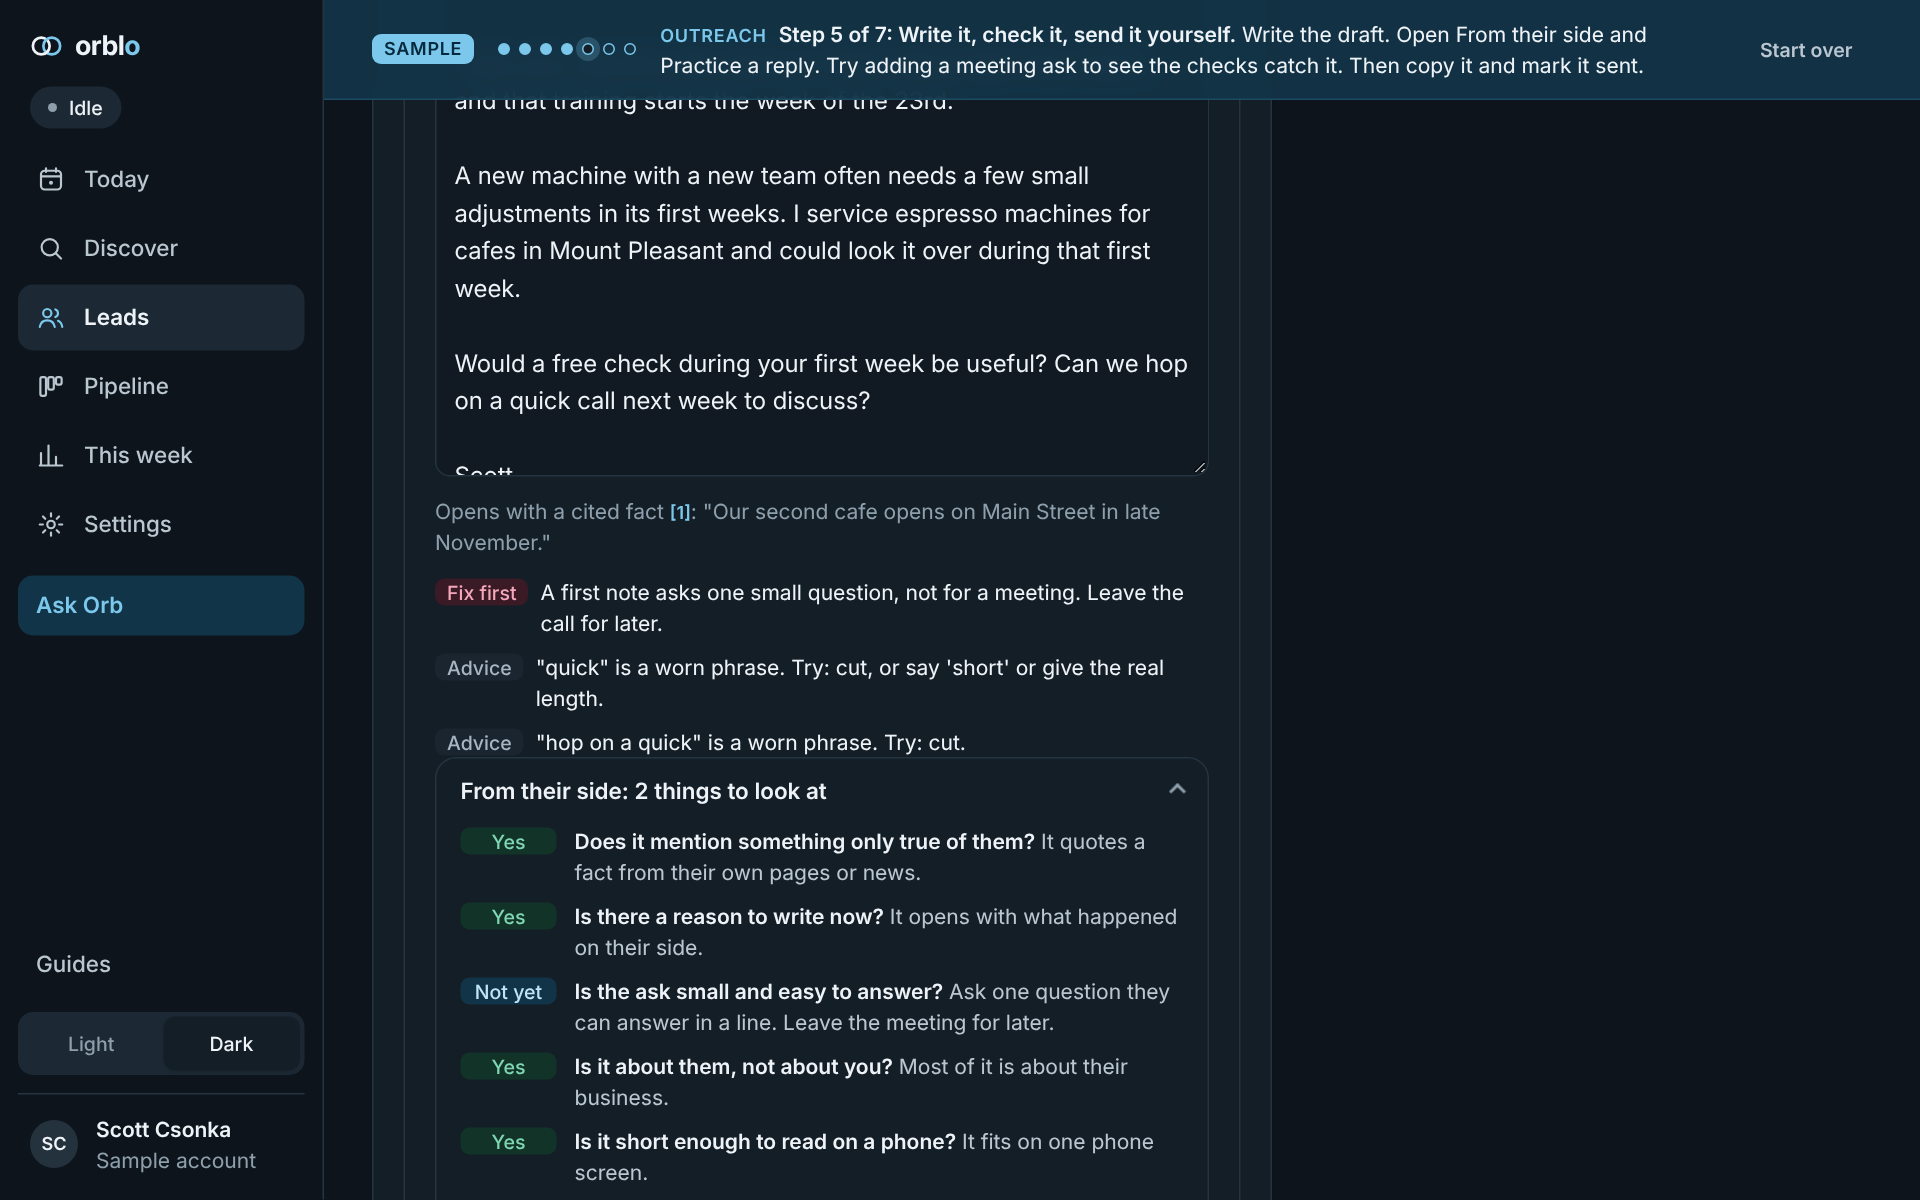 orblo
Idle
Today
Discover
Leads
Pipeline
This week
Settings
Ask Orb
Guides
Light
Dark
SC
Scott Csonka
Sample account
SAMPLE
OUTREACH Step 5 of 7: Write it, check it, send it yourself. Write the draft. Open From their side and
Practice a reply. Try adding a meeting ask to see the checks catch it. Then copy it and mark it sent.
Start over
and that training starts the week of the 23rd.
A new machine with a new team often needs a few small
adjustments in its first weeks. I service espresso machines for
cafes in Mount Pleasant and could look it over during that first
week.
Would a free check during your first week be useful? Can we hop
on a quick call next week to discuss?
Scott
Opens with a cited fact [1]: "Our second cafe opens on Main Street in late
November."
Fix first A first note asks one small question, not for a meeting. Leave the
call for later.
Advice "quick" is a worn phrase. Try: cut, or say 'short' or give the real
length.
Advice "hop on a quick" is a worn phrase. Try: cut.
From their side: 2 things to look at
Yes Does it mention something only true of them? It quotes a
fact from their own pages or news.
Yes Is there a reason to write now? It opens with what happened
on their side.
Not yet Is the ask small and easy to answer? Ask one question they
can answer in a line. Leave the meeting for later.
Yes Is it about them, not about you? Most of it is about their
business.
Yes Is it short enough to read on a phone? It fits on one phone
screen.